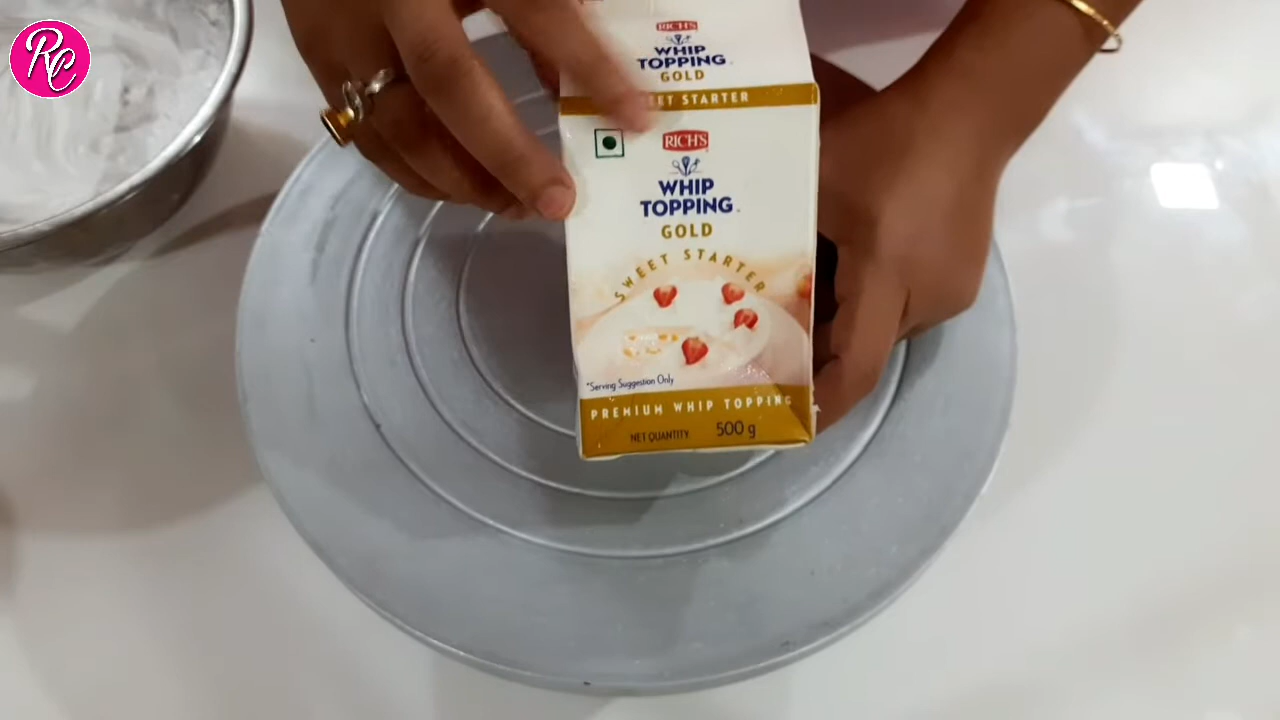 RC
RICH'S
WHIP
TOPPING
GOLD
STARTER
RICH'S
WHIP
TOPPING
GOLD
SWEET STARTER
*Serving Suggestion Only
PREMIUM WHIP TOPPING
NET QUANTITY 500 g